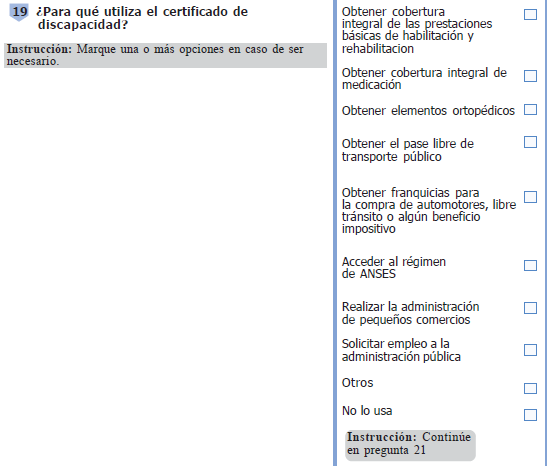 19 ¿Para qué utiliza el certificado de
discapacidad?
Instrucción: Marque una o más opciones en caso de ser
necesario.
Obtener cobertura
integral de las prestaciones
básicas de habilitación y
rehabilitacion
Obtener cobertura integral de
medicación
Obtener elementos ortopédicos
Obtener el pase libre de
transporte público
Obtener franquicias para
la compra de automotores, libre
tránsito o algún beneficio
impositivo
Acceder al régimen
de ANSES
Realizar la administración
de pequeños comercios
Solicitar empleo a la
administración pública
Otros
No lo usa
Instrucción: Continúe
en pregunta 21